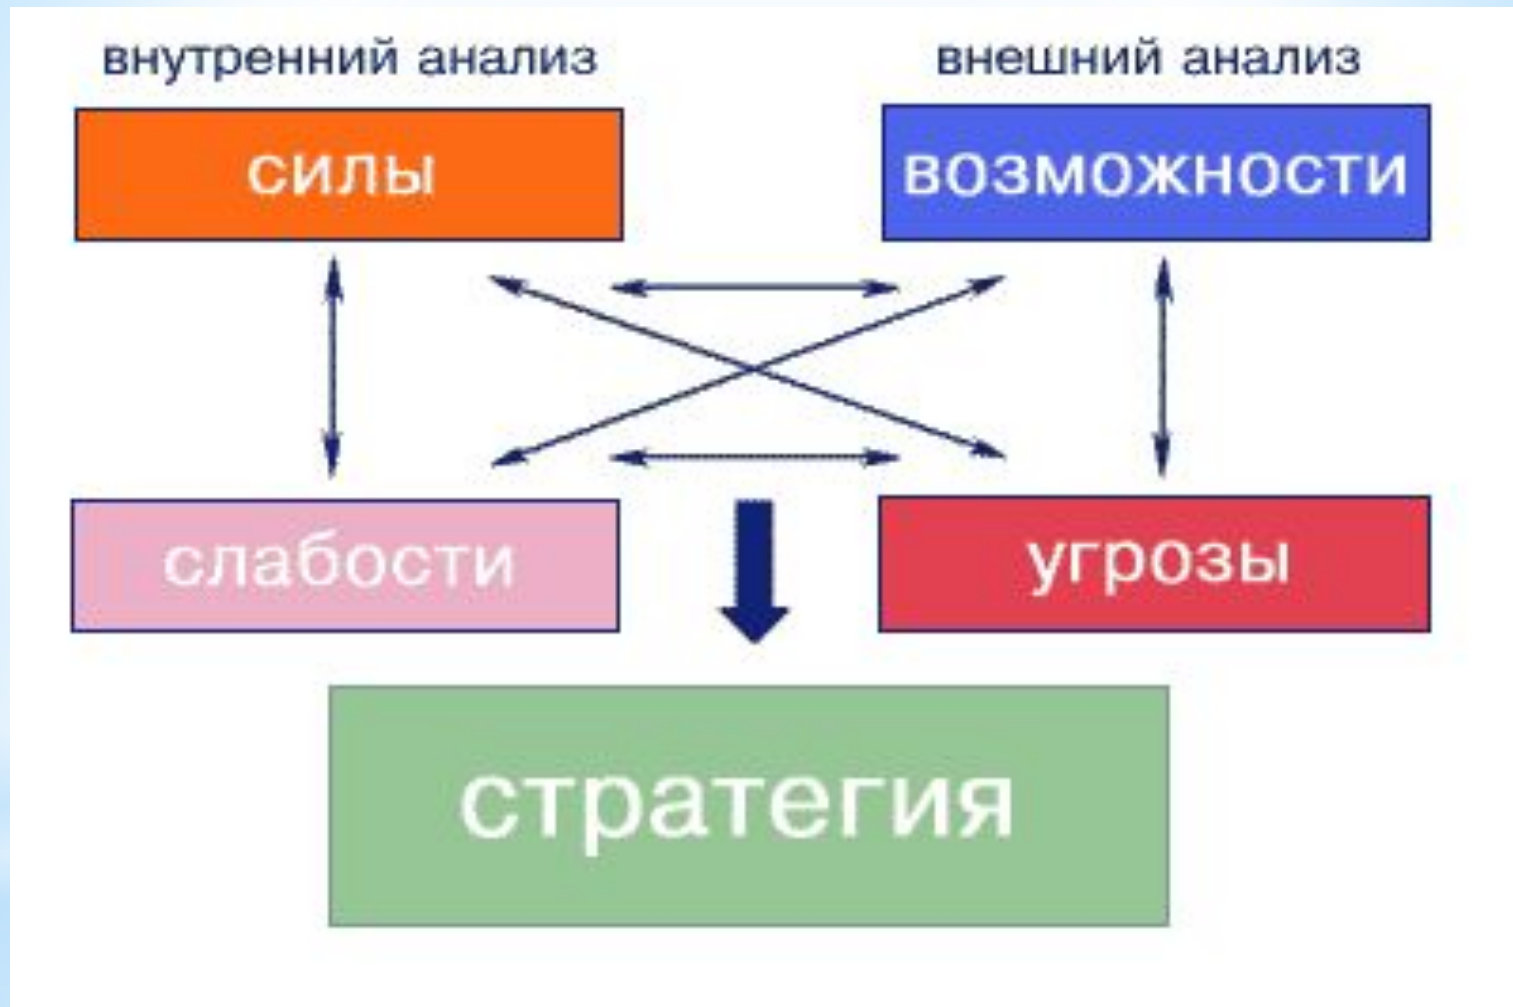 внутренний анализ
внешний анализ
силы
возможности
слабости
угрозы
стратегия